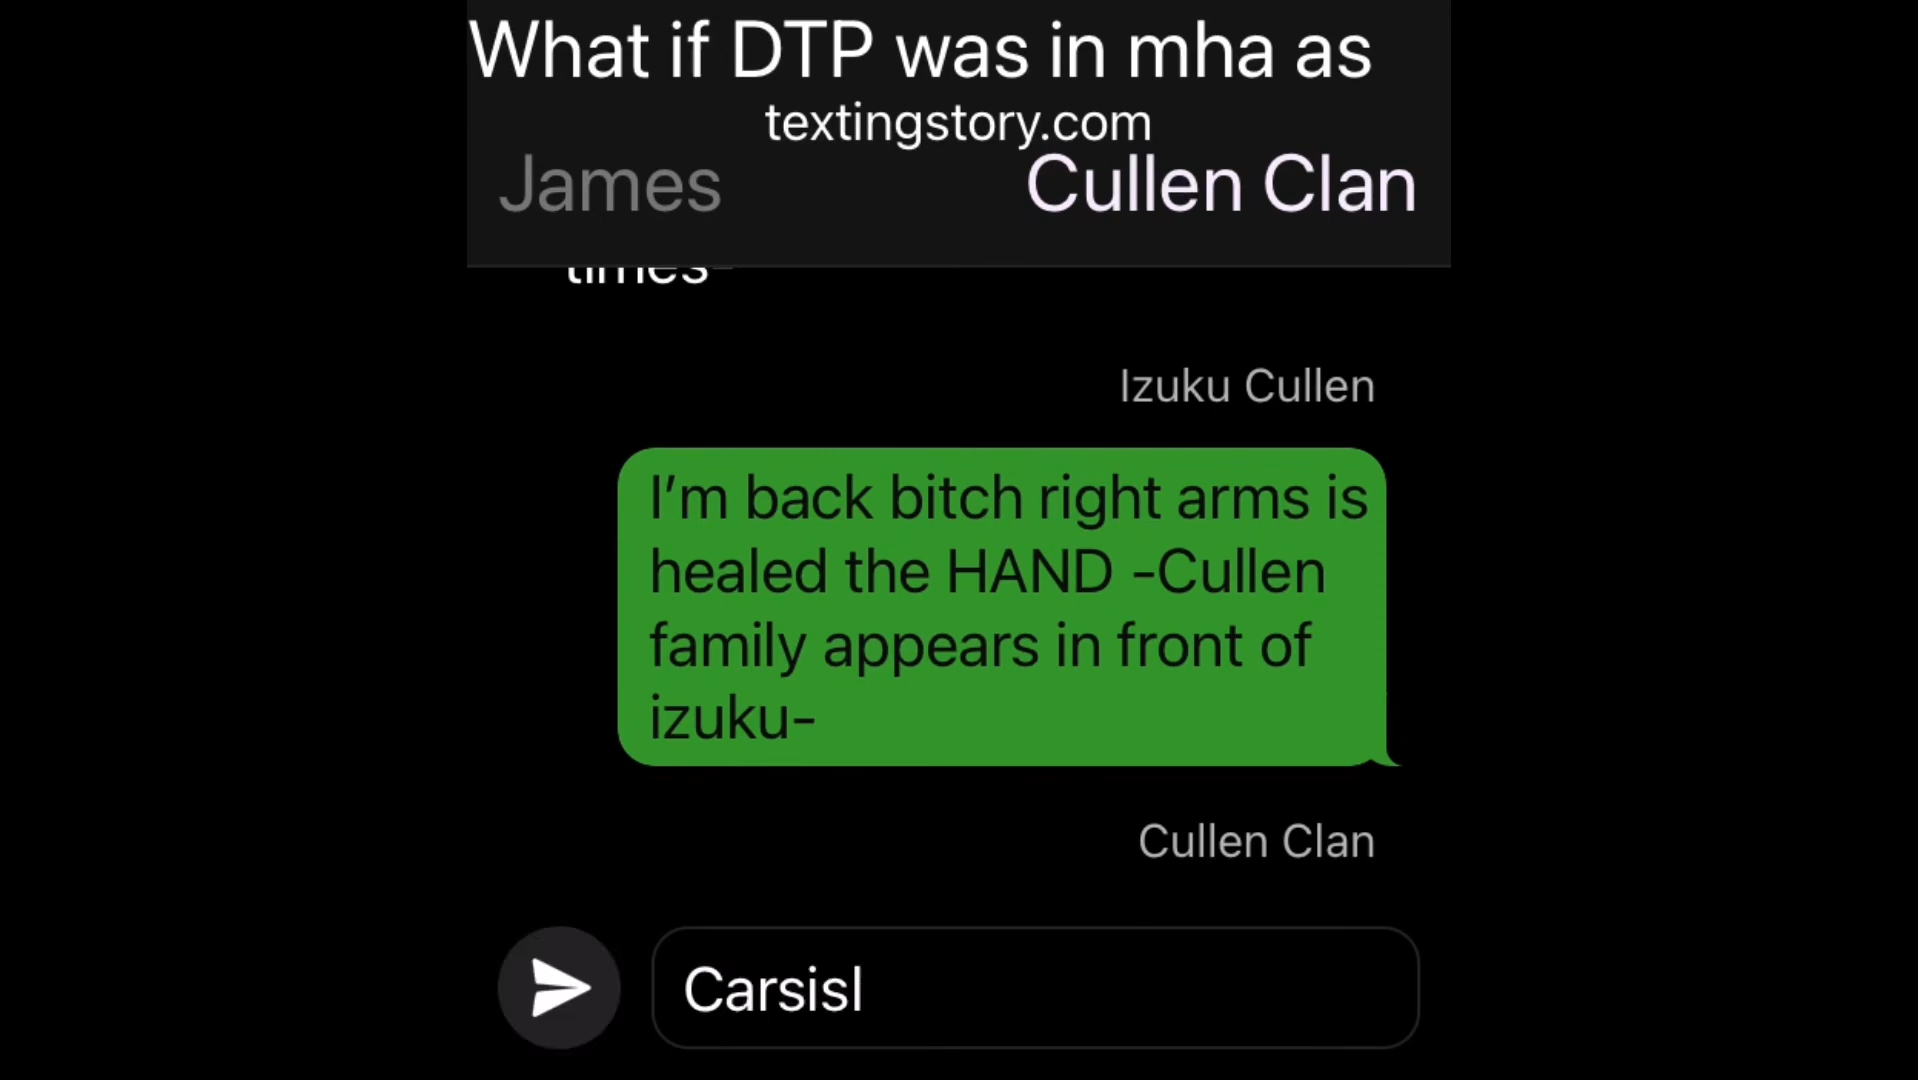 What if DTP was in mha as
textingstory.com
James
Cullen Clan
times-
Izuku Cullen
I’m back bitch right arms is
healed the HAND -Cullen
family appears in front of
izuku-
Cullen Clan
Carsisl